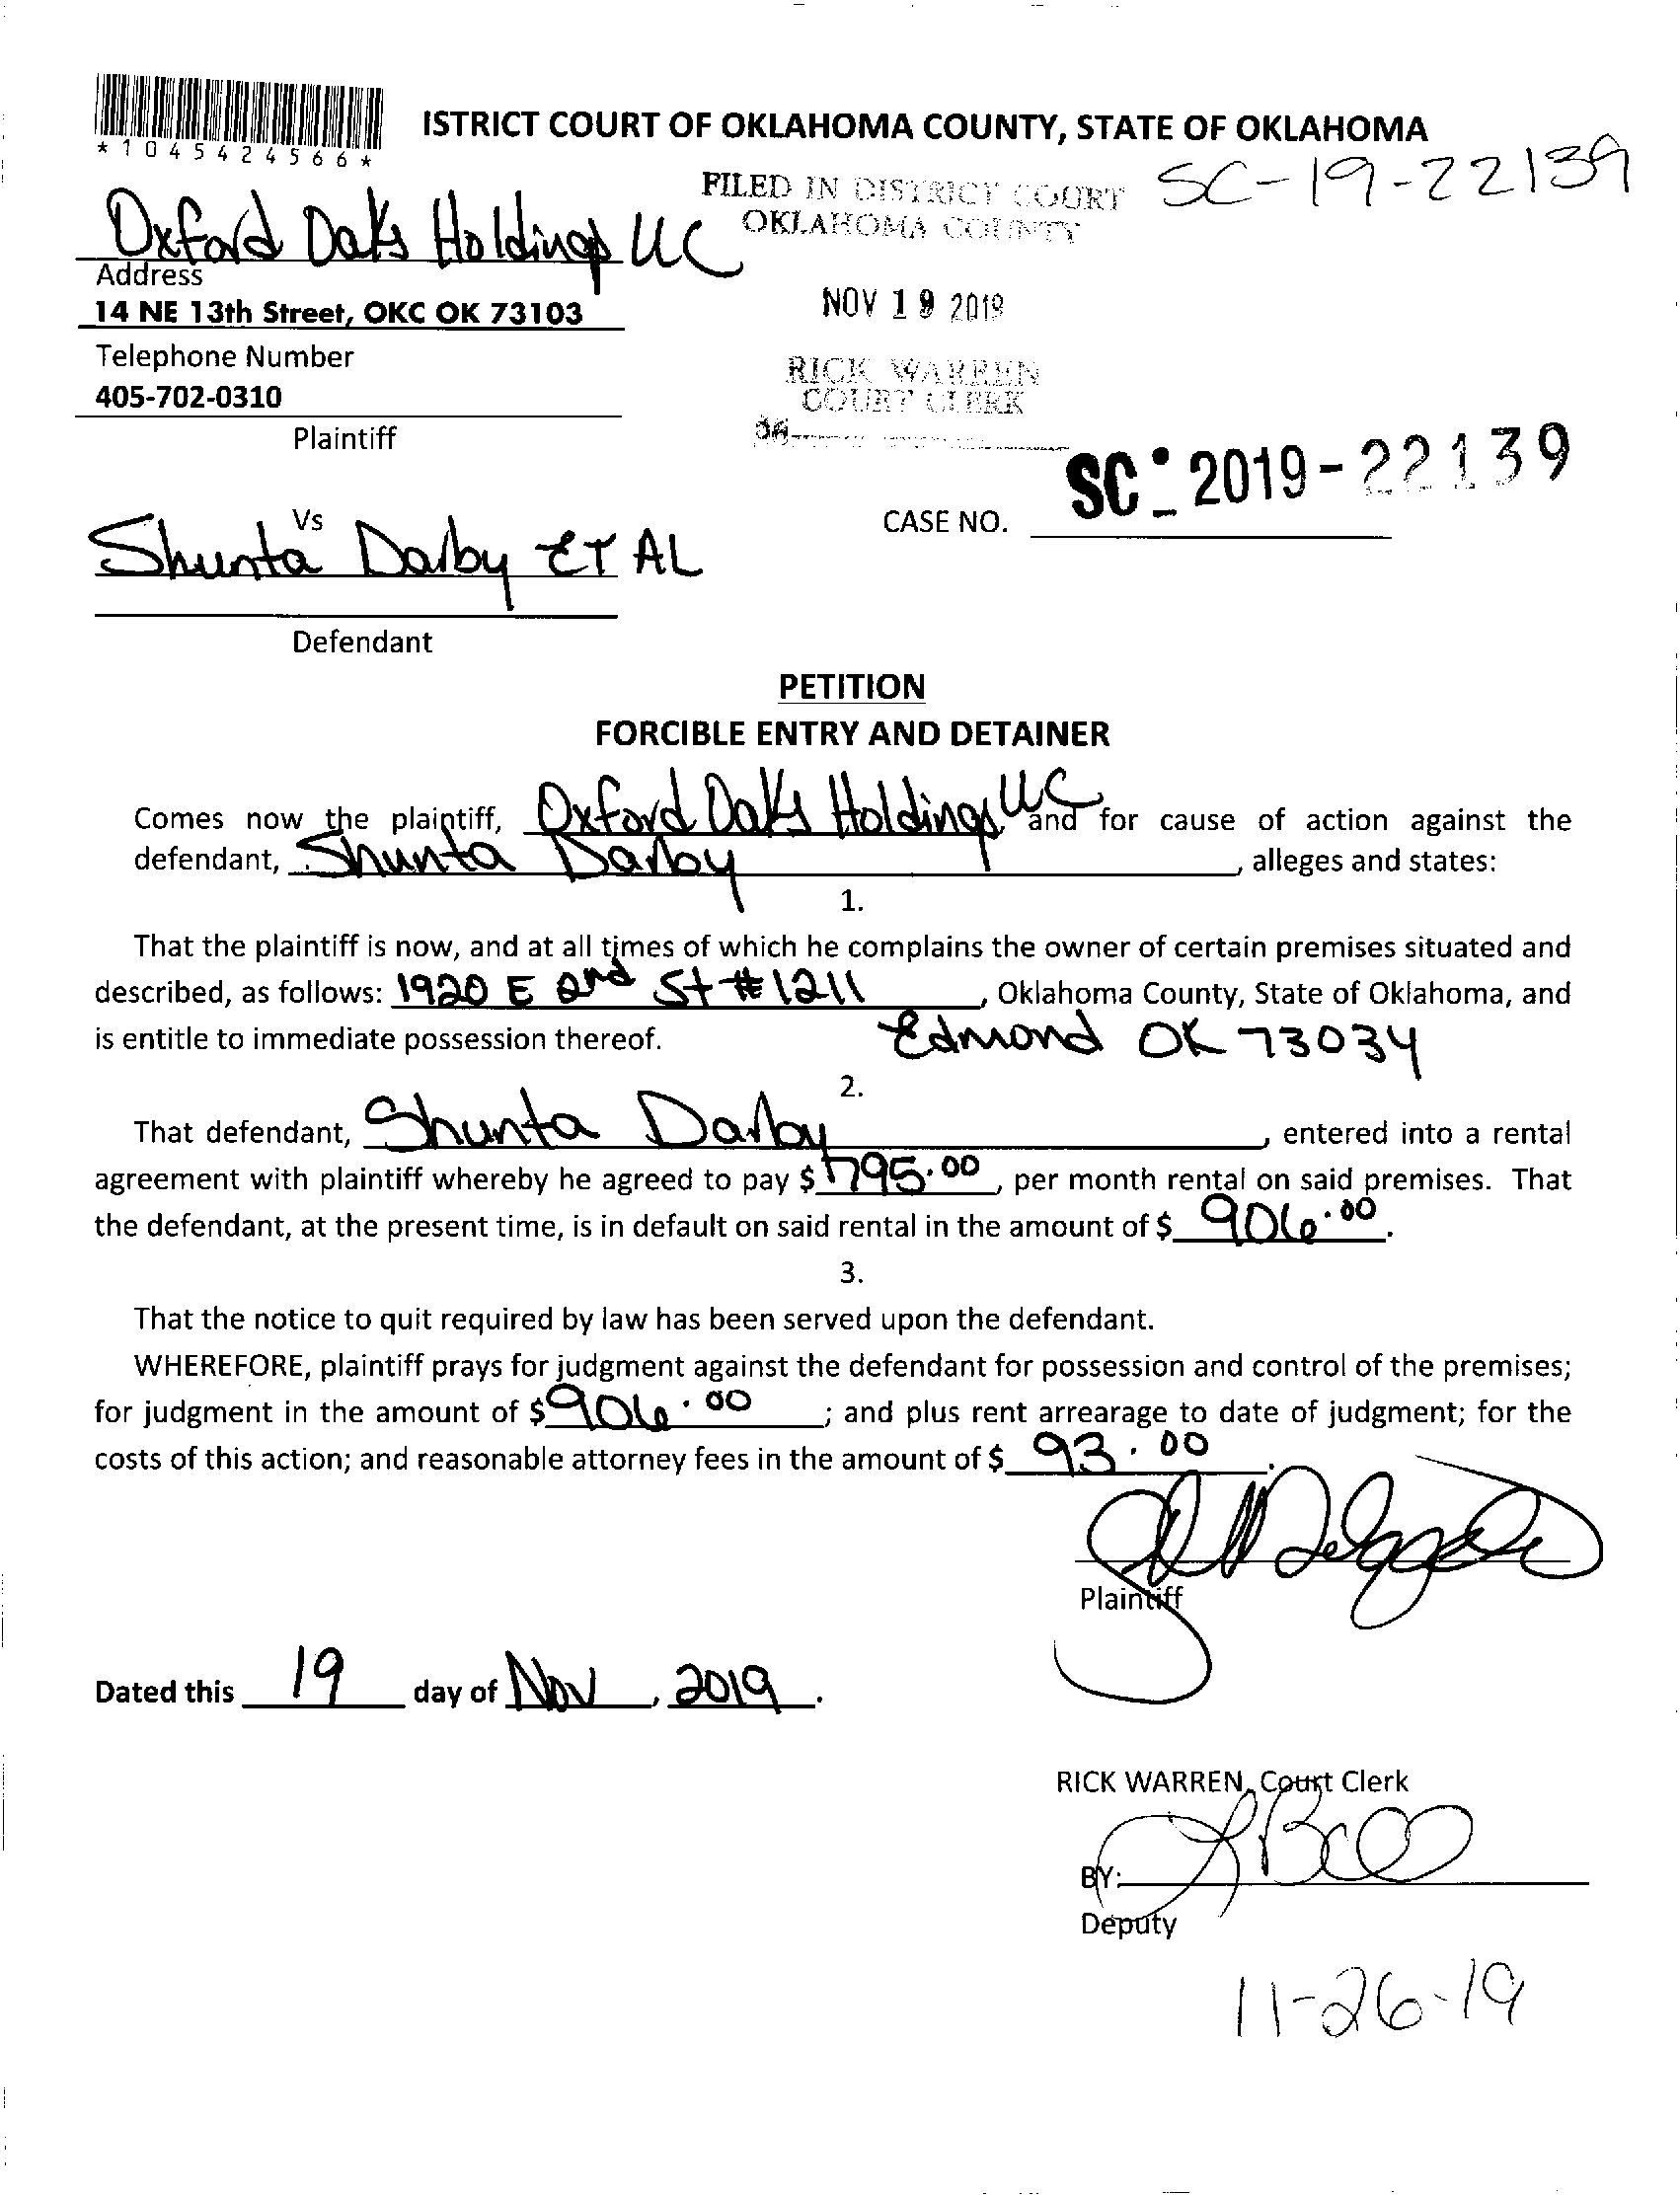 *1045424566*
ISTRICT COURT OF OKLAHOMA COUNTY, STATE OF OKLAHOMA
SC-19-22139
FILED IN DISTRICT COURT
OKLAHOMA COUNTY
Oxford Oaks Holdings LLC
Address
14 NE 13th Street, OKC OK 73103
NOV 19 2019
Telephone Number
405-702-0310
RICK WARREN
COURT CLERK
Plaintiff
SC-2019-22139
CASE NO.
Vs
Shunta Darby ET AL
Defendant
PETITION
FORCIBLE ENTRY AND DETAINER
Comes now the plaintiff, Oxford Oaks Holdings, LLC and for cause of action against the
defendant, Shunta Darby, alleges and states:
1.
That the plaintiff is now, and at all times of which he complains the owner of certain premises situated and
described, as follows: 1920 E 2nd St #1211, Oklahoma County, State of Oklahoma, and
is entitle to immediate possession thereof. Edmond OK 73034
2.
That defendant, Shunta Darby, entered into a rental
agreement with plaintiff whereby he agreed to pay $795.00, per month rental on said premises. That
the defendant, at the present time, is in default on said rental in the amount of $906.00.
3.
That the notice to quit required by law has been served upon the defendant.
WHEREFORE, plaintiff prays for judgment against the defendant for possession and control of the premises;
for judgment in the amount of $906.00; and plus rent arrearage to date of judgment; for the
costs of this action; and reasonable attorney fees in the amount of $93.00.
Plaintiff
Dated this 19 day of Nov, 2019.
RICK WARREN, Court Clerk
BY:
Deputy
11-26-19